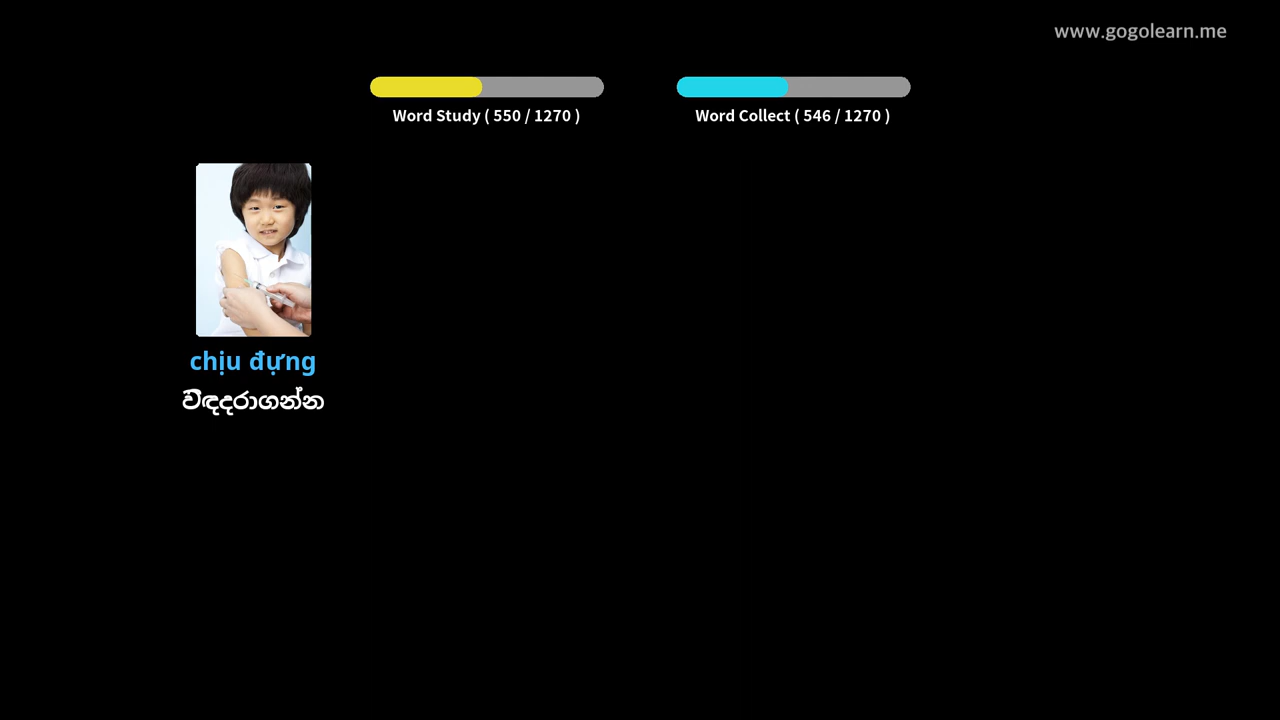 www.gogolearn.me
Word Study ( 550 / 1270 )
Word Collect ( 546 / 1270 )
chịu đựng
විඳදරාගන්න